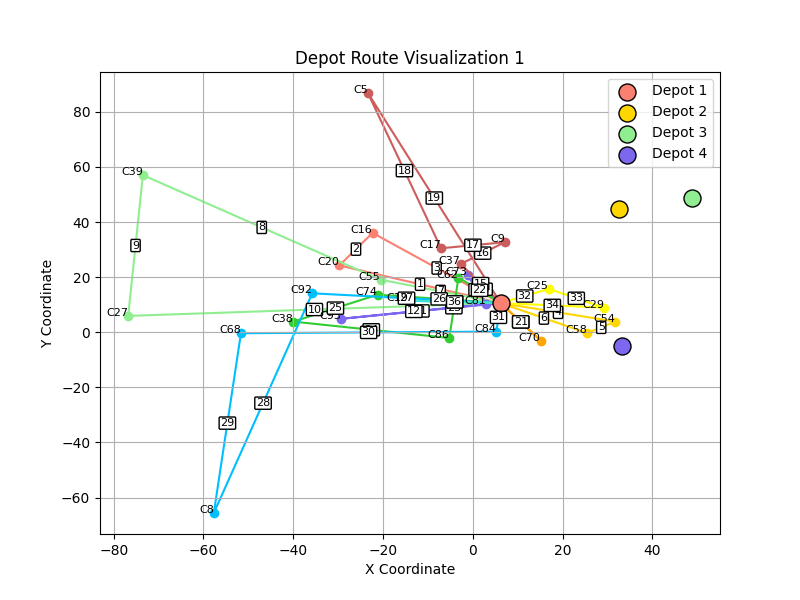 Depot Route Visualization 1
Depot 1
Depot 2
Depot 3
Depot 4
C5
18
19
C39
C16
C17
17
C9
16
8
9
2
C20
C37
3
C55
1
15
22
C92
C74
7
26
36
C25
32
33
C29
34
C27
10
25
C38
12
31
21
6
C54
5
C58
C68
30
C86
C84
C70
28
29
C8
80
60
40
20
0
−20
−40
−60
−80
−60
−40
−20
0
20
40
X Coordinate
Y Coordinate